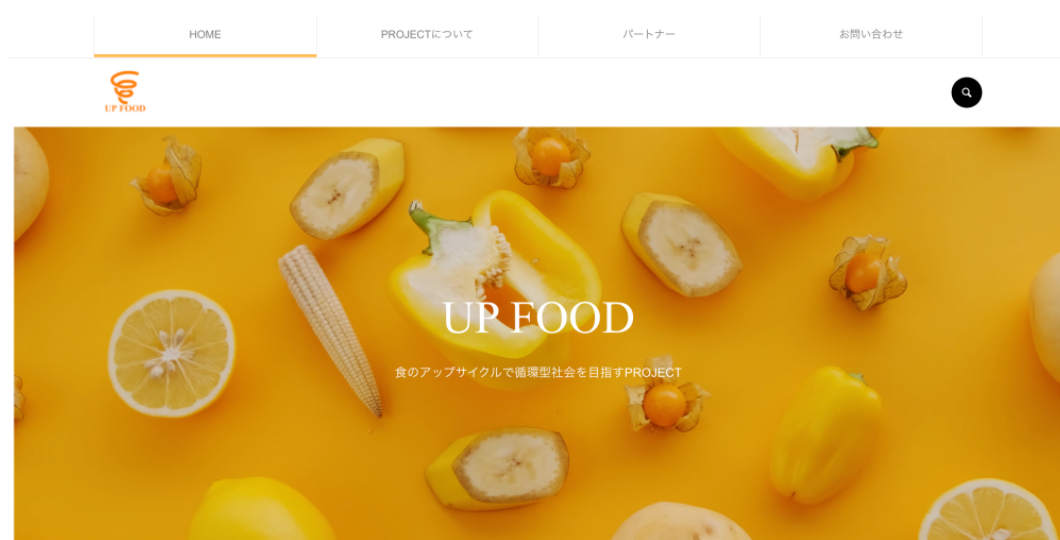 HOME
PROJECTについて
パートナー
お問い合わせ
UP FOOD
UP FOOD
食のアップサイクルで循環型社会を目指すPROJECT